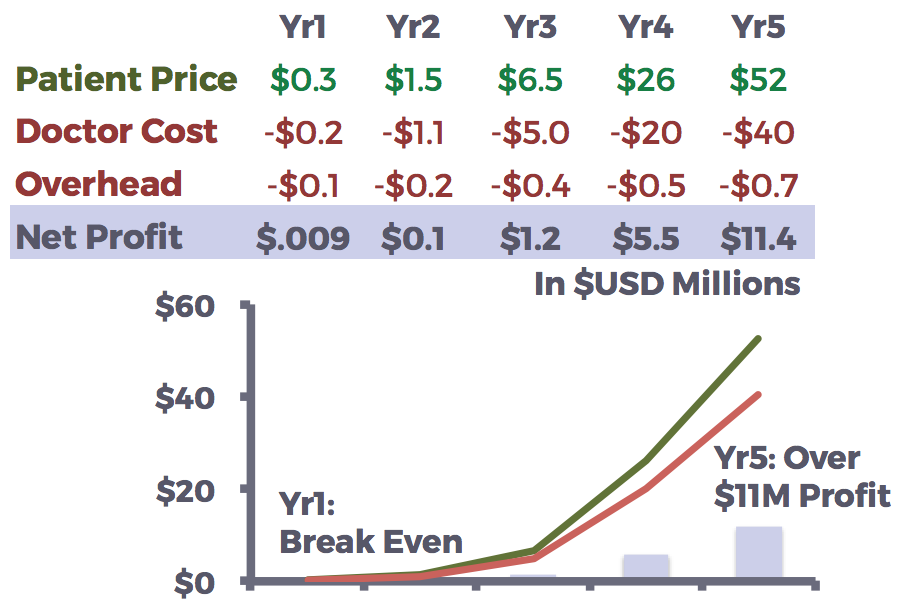 Yr1 Yr2 Yr3 Yr4 Yr5
Patient Price $0.3 $1.5 $6.5 $26 $52
Doctor Cost -$0.2 -$1.1 -$5.0 -$20 -$40
Overhead -$0.1 -$0.2 -$0.4 -$0.5 -$0.7
Net Profit $.009 $0.1 $1.2 $5.5 $11.4
In $USD Millions
$60
$40
Yr5: Over
$11M Profit
$20
Yr1:
Break Even
$0